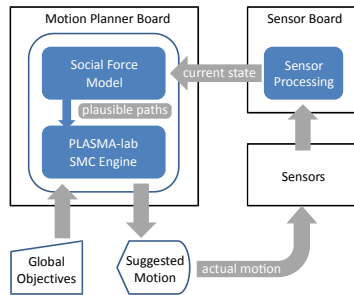 Motion Planner Board
Sensor Board
Social Force
Model
current state
Sensor
Processing
plausible paths
PLASMA-lab
SMC Engine
Sensors
Global
Objectives
Suggested
Motion
actual motion